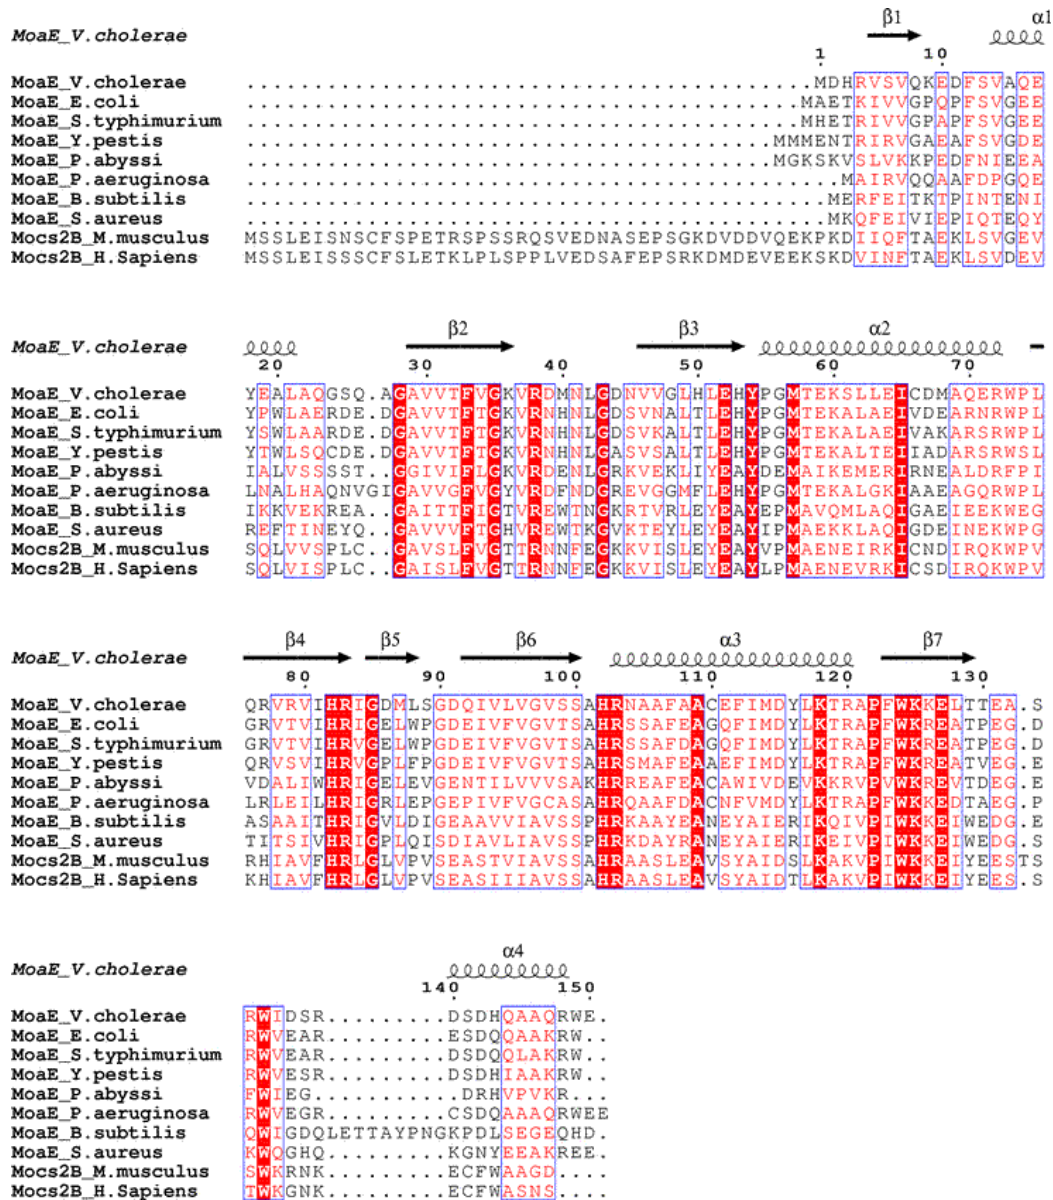 MoaE_V.cholerae β1 α1
1 10
MoaE_V.cholerae ..........................................MDHRVSVQKEDFSVAQE
MoaE_E.coli .........................................MAETKIVVGPQPFSVGEE
MoaE_S.typhimurium .........................................MHETRIVVGPAPFSVGEE
MoaE_Y.pestis .......................................MMMENTRIRVGAEAFSVGDE
MoaE_P.abyssi .......................................MGKSKVSLVKKPEDFNIEEA
MoaE_P.aeruginosa ............................................MAIRVQQAAFDPGQE
MoaE_B.subtilis ...........................................MERFEITKTPINTENI
MoaE_S.aureus ...........................................MKQFEIVIEPIQTEQY
Mocs2B_M.musculus MSSLEISNSCFSPETRSPSSRQSVEDNASEPSGKDVDDVQEKPKDIIQFTAEKLSVGEV
Mocs2B_H.Sapiens MSSLEISSSCFSLETKLPLSPPLVEDSAFEPSRKDMDEVEEKSKDVINFTAEKLSVDEV
MoaE_V.cholerae β2 β3 α2
20 30 40 50 60 70
MoaE_V.cholerae YEALAQGSQ.AGAVVTFVGKVRDMNLGDNVVGLHLEHYPGMTEKSLLEICDMAQERWPL
MoaE_E.coli YPWLAERDE.DGAVVTFTGKVRNHNLGDSVNALTLEHYPGMTEKALAEIVDEARNRWPL
MoaE_S.typhimurium YSWLAARDE.DGAVVTFTGKVRNHNLGDSVKALTLEHYPGMTEKALAEIVAKARSRWPL
MoaE_Y.pestis YTWLSQCDE.DGAVVTFTGKVRNHNLGASVSALTLEHYPGMTEKALTEIIADARSRWSL
MoaE_P.abyssi IALVSSSST..GGIVIFLGKVRDENLGRKVEKLIYEAYDEMAIKEMERIRNEALDRFPI
MoaE_P.aeruginosa LNALHAQNVGIGAVVGFVGYVRDFNDGREVGGMFLEHYPGMTEKALGKIAAEAGQRWPL
MoaE_B.subtilis IKKVEKREA..GAITTFIGTVREWTNGKRTVRLEYEAYEPMAVQMLAQIGAEIEEKWEG
MoaE_S.aureus REFTINEYQ..GAVVVFTGHVREWTKGVKTEYLEYEAYIPMAEKKLAQIGDEINEKWPG
Mocs2B_M.musculus SQLVVSPLC..GAVSLFVGTTRNNFEGKKVISLEYEAYVPMAENEIRKICNDIRQKWPV
Mocs2B_H.Sapiens SQLVISPLC..GAISLFVGTTRNNFEGKKVISLEYEAYLPMAENEVRKICSDIRQKWPV
MoaE_V.cholerae β4 β5 β6 α3 β7
80 90 100 110 120 130
MoaE_V.cholerae QRVRVIHRIGDMLSGDQIVLVGVSSAHRNAAFAACEFIMDYLKTRAPFWKKELTTEA.S
MoaE_E.coli GRVTVIHRIGELWPGDEIVFVGVTSAHRSSAFEAGQFIMDYLKTRAPFWKREATPEG.D
MoaE_S.typhimurium GRVTVIHRVGELWPGDEIVFVGVTSAHRSSAFDAGQFIMDYLKTRAPFWKREATPEG.D
MoaE_Y.pestis QRVSVIHRVGPLFPGDEIVFVGVTSAHRSMAFEAAEFIMDYLKTRAPFWKREATVEG.E
MoaE_P.abyssi VDALIWHRIGELEVGENTILVVVSAKHRREAFEACAWIVDEVKKRVPVWKREVTDEG.E
MoaE_P.aeruginosa LRLEILHRIGRLEPGEPIVFVGCASAHRQAAFDACNFVMDYLKTRAPFWKKEDTAEG.P
MoaE_B.subtilis ASAAITHRIGVLDIGEAAVVIAVSSPHRKAAYEANEYAIERIKQIVPIWKKEIWEDG.E
MoaE_S.aureus TITSIVHRIGPLQISDIAVLIAVSSPHRKDAYRANEYAIERIKEIVPIWKKEIWEDG.S
Mocs2B_M.musculus RHIAVFHRLGLVPVSEASTVIAVSSAHRAASLEAVSYAIDSLKAKVPIWKKEIYEESTS
Mocs2B_H.Sapiens KHIAVFHRLGLVPVSEASIIIAVSSAHRAASLEAVSYAIDTLKAKVPIWKKEIYEES.S
MoaE_V.cholerae α4
140 150
MoaE_V.cholerae RWIDSR.........DSDHQAAQRWE.
MoaE_E.coli RWVEAR.........ESDQQAAKRW..
MoaE_S.typhimurium RWVEAR.........DSDQQLAKRW..
MoaE_Y.pestis RWVESR.........DSDHIAAKRW..
MoaE_P.abyssi FWIEG...........DRHVPVKR...
MoaE_P.aeruginosa RWVEGR.........CSDQAAAQRWEE
MoaE_B.subtilis QWIGDQLETTAYPNGKPDLSEGEQHD.
MoaE_S.aureus KWQGHQ.........KGNYEEAKREE.
Mocs2B_M.musculus SWKRNK.........ECFWAAGD....
Mocs2B_H.Sapiens TWKGNK.........ECFWASNS....